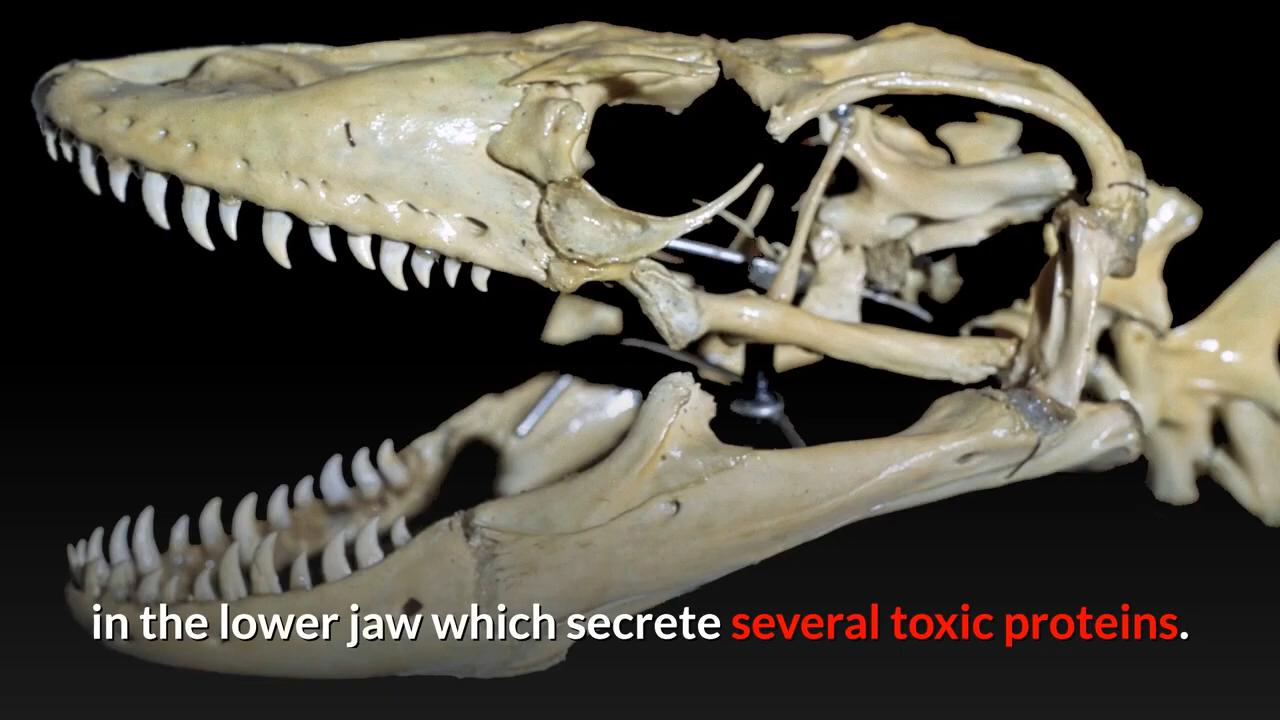 in the lower jaw which secrete several toxic proteins.